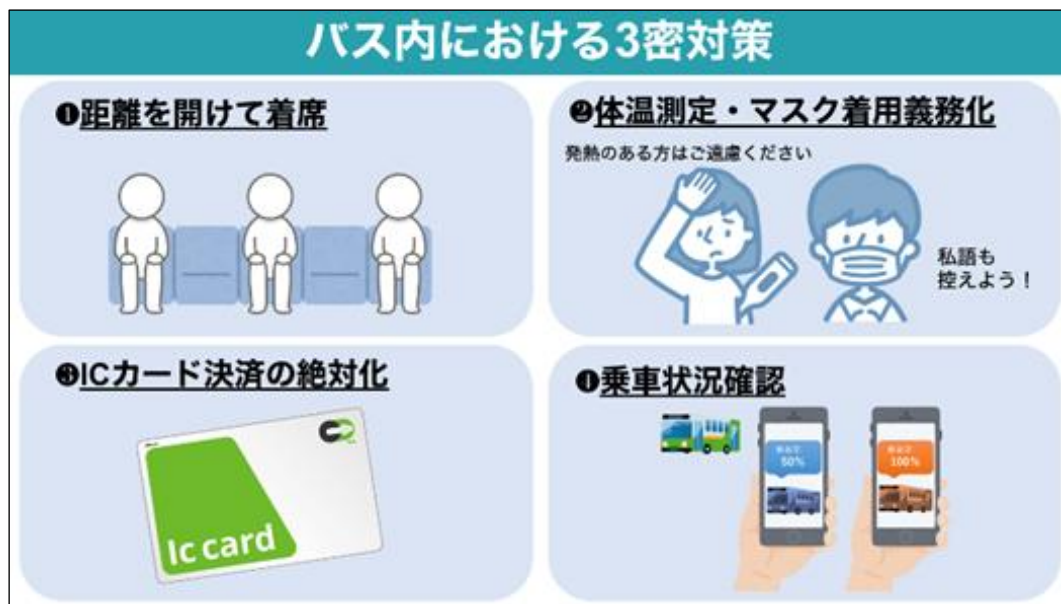 バス内における3密対策
❶距離を開けて着席
❷体温測定・マスク着用義務化
発熱のある方はご遠慮ください
私語も
控えよう！
❸ICカード決済の絶対化
Ic card
❹乗車状況確認
50%
100%